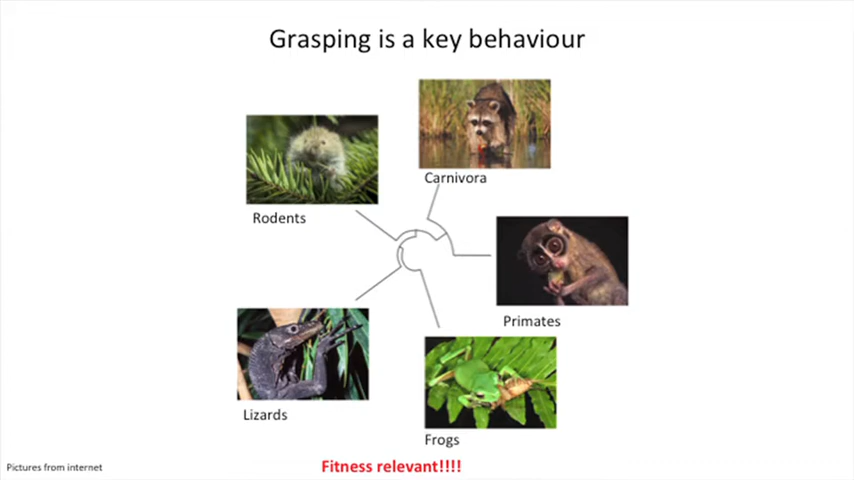 Grasping is a key behaviour
Carnivora
Rodents
Primates
Lizards
Frogs
Pictures from internet
Fitness relevant!!!!